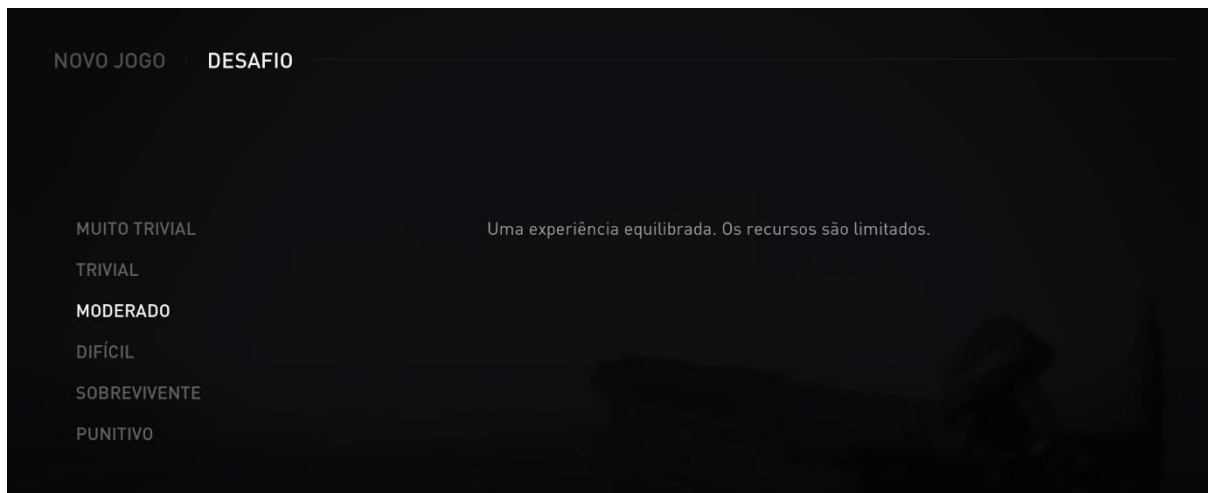 NOVO JOGO | DESAFIO
MUITO TRIVIAL
Uma experiência equilibrada. Os recursos são limitados.
TRIVIAL
MODERADO
DIFÍCIL
SOBREVIVENTE
PUNITIVO